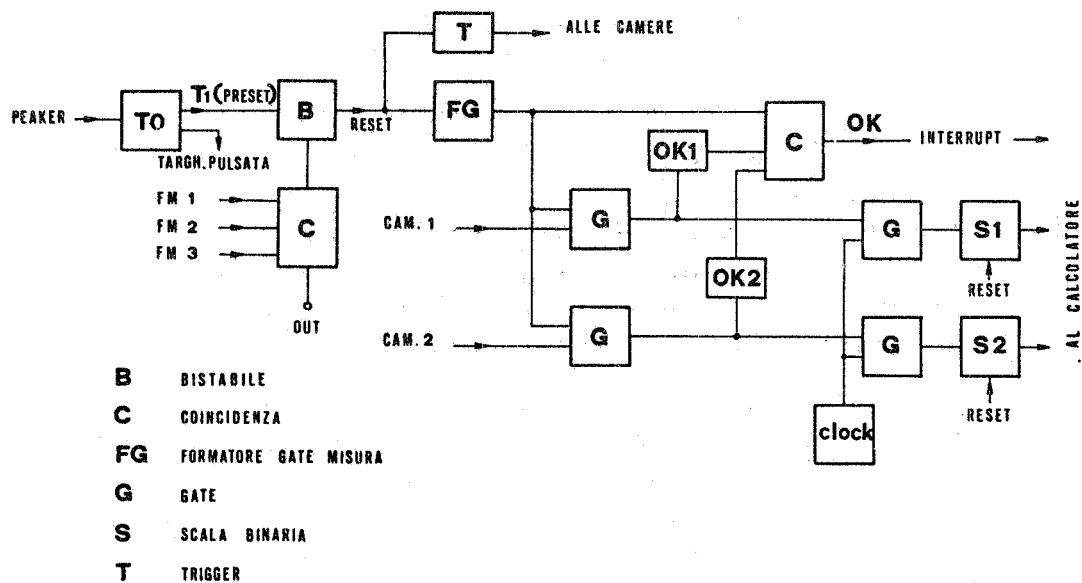 T ALLE CAMERE
PEAKER
TO
T1 (PRESET)
TARGH. PULSATA
B
RESET
FG
C
OK
INTERRUPT
OK1
FM 1
FM 2
FM 3
C
OUT
CAM. 1
G
G
S1
RESET
OK2
CAM. 2
G
G
S2
RESET
clock
AL CALCOLATORE
B BISTABILE
C COINCIDENZA
FG FORMATORE GATE MISURA
G GATE
S SCALA BINARIA
T TRIGGER